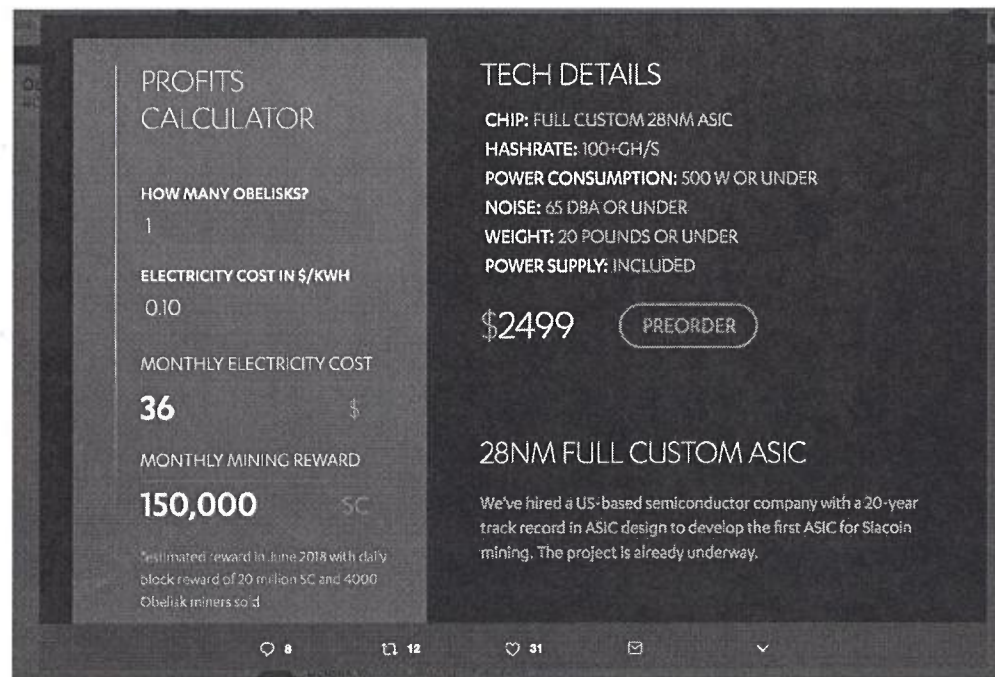 PROFITS
CALCULATOR
HOW MANY OBELISKS?
1
ELECTRICITY COST IN $/KWH
0.10
MONTHLY ELECTRICITY COST
36 $
MONTHLY MINING REWARD
150,000 SC
*estimated reward in June 2018 with daily
block reward of 20 million SC and 4000
Obelisk miners sold
TECH DETAILS
CHIP: FULL CUSTOM 28NM ASIC
HASHRATE: 100+GH/S
POWER CONSUMPTION: 500 W OR UNDER
NOISE: 65 DBA OR UNDER
WEIGHT: 20 POUNDS OR UNDER
POWER SUPPLY: INCLUDED
$2499 PREORDER
28NM FULL CUSTOM ASIC
We've hired a US-based semiconductor company with a 20-year
track record in ASIC design to develop the first ASIC for Siacoin
mining. The project is already underway.
8 12 31